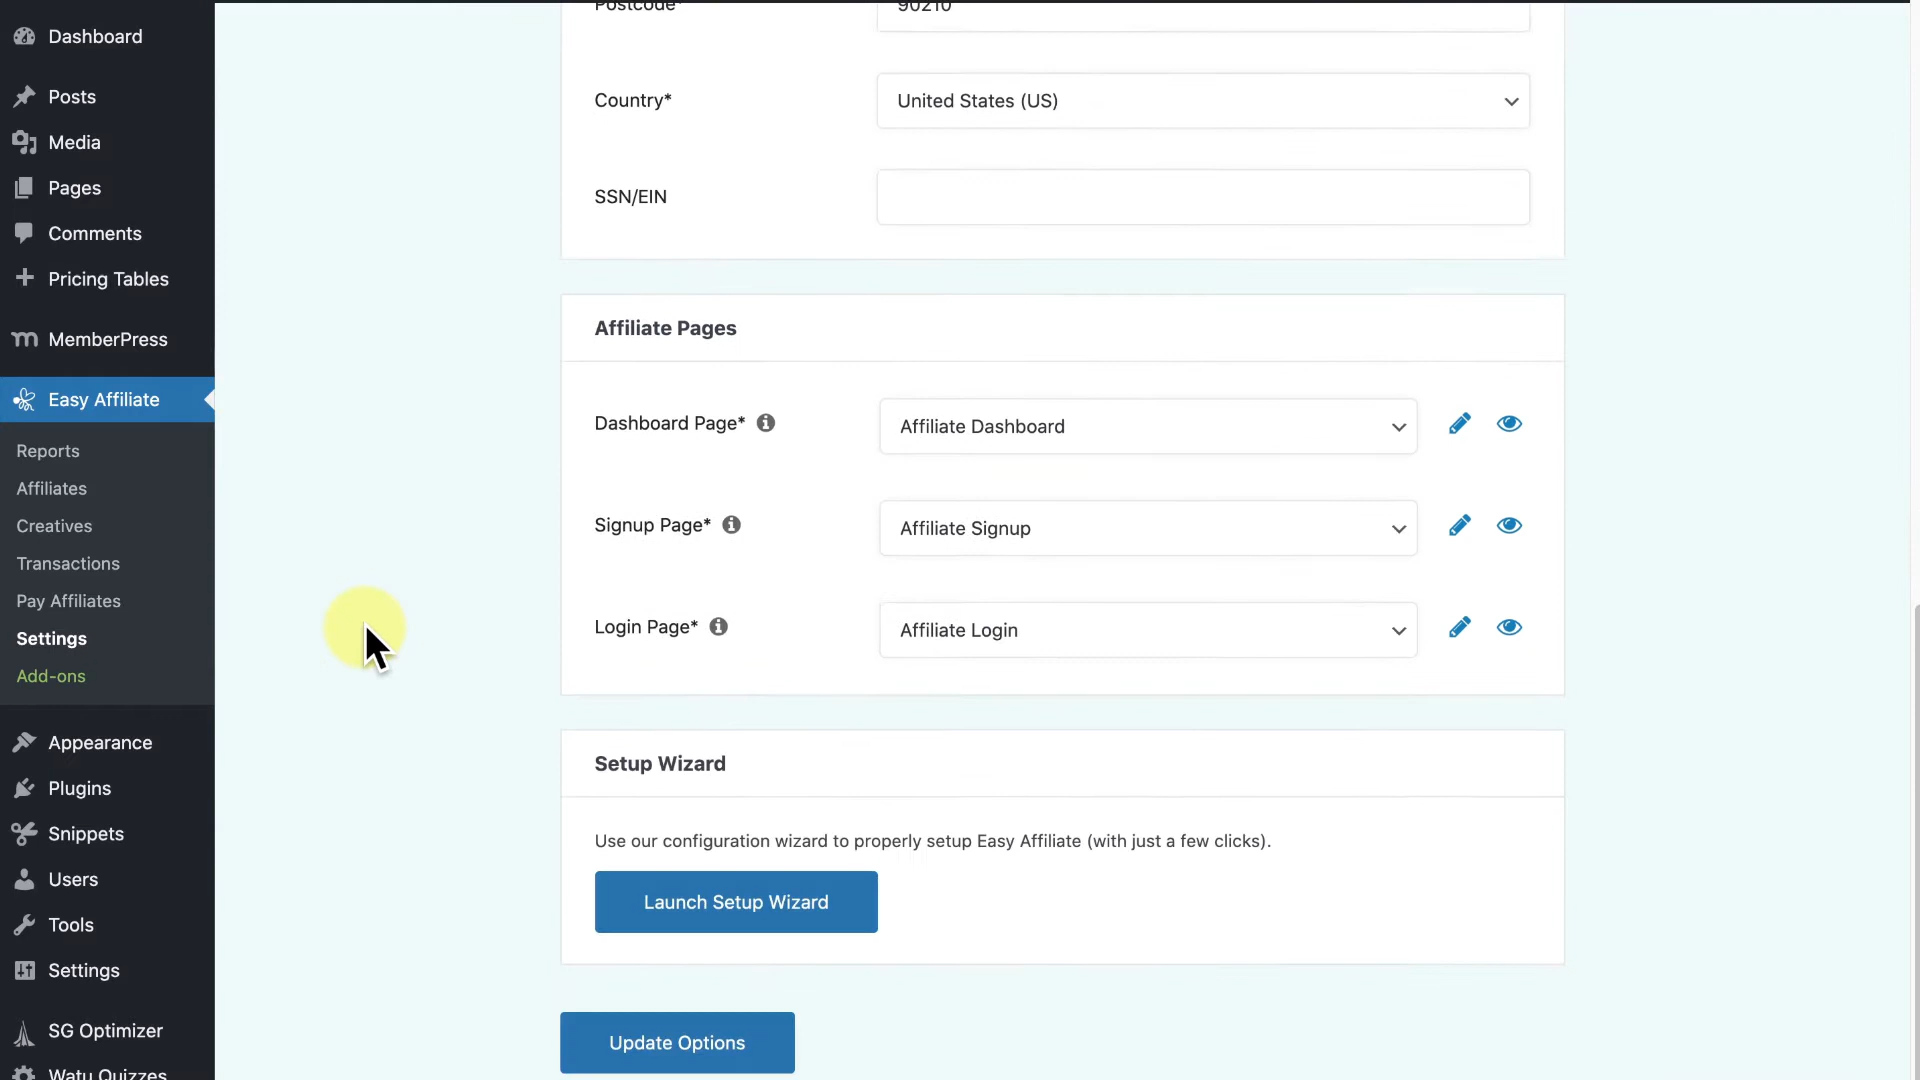 Dashboard
Posts
Media
Pages
Comments
Pricing Tables
MemberPress
Easy Affiliate
Reports
Affiliates
Creatives
Transactions
Pay Affiliates
Settings
Add-ons
Appearance
Plugins
Snippets
Users
Tools
Settings
SG Optimizer
Watu Quizzes
Postcode* 90210
Country* United States (US)
SSN/EIN
Affiliate Pages
Dashboard Page* Affiliate Dashboard
Signup Page* Affiliate Signup
Login Page* Affiliate Login
Setup Wizard
Use our configuration wizard to properly setup Easy Affiliate (with just a few clicks).
Launch Setup Wizard
Update Options